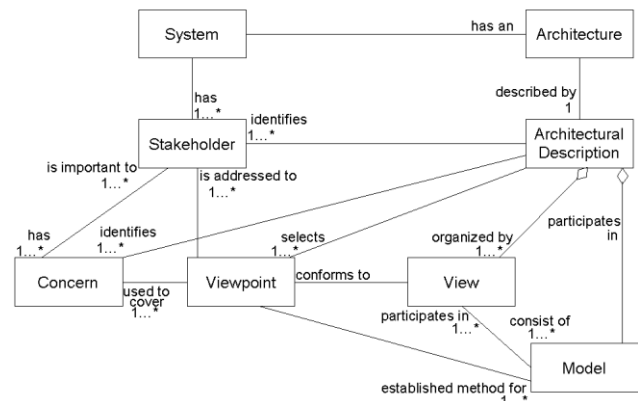 System
has an
Architecture
has
1...*
described by
1
identifies
1...*
Stakeholder
Architectural
Description
is important to
1...*
is addressed to
1...*
has
1...*
identifies
1...*
selects
1...*
organized by
1...*
participates
in
Concern
used to
cover
1...*
Viewpoint
conforms to
View
participates in
1...*
consist of
1...*
Model
established method for
1...*